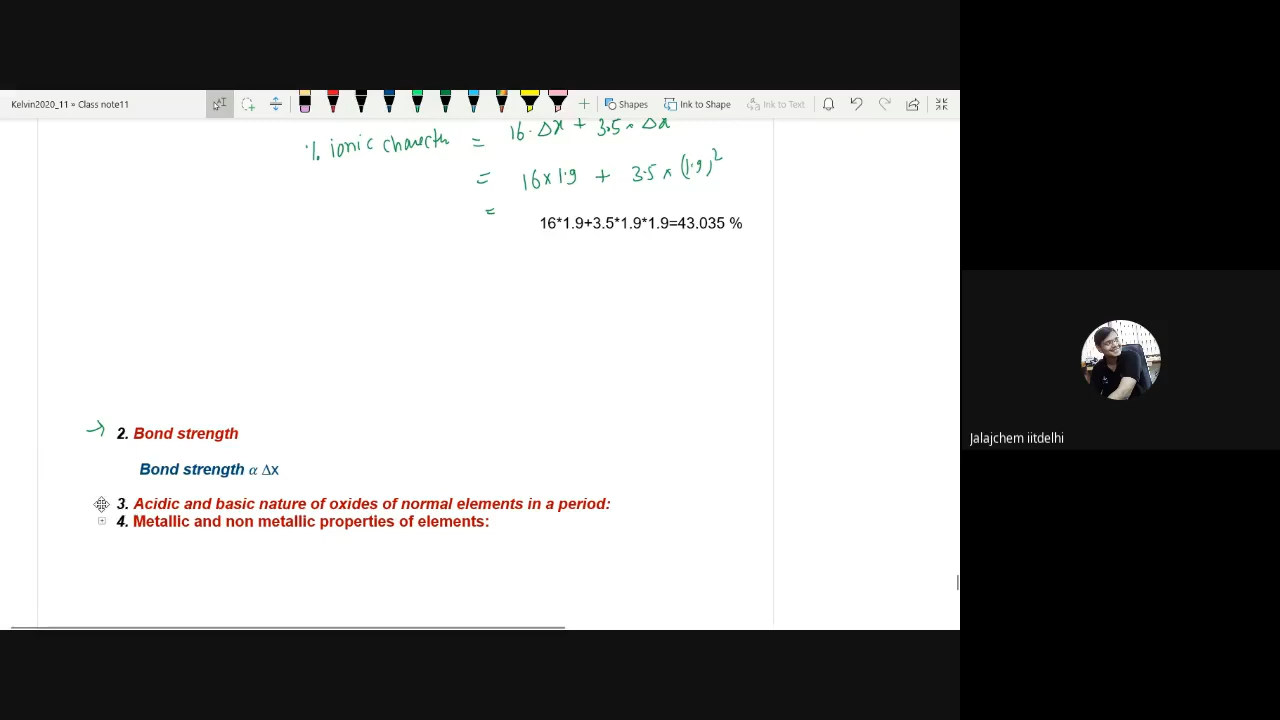 Kelvin2020_11 » Class note11
Shapes
Ink to Shape
Ink to Text
% ionic characth = 16·Δx + 3.5 × Δx
= 16×1.9 + 3.5 × (1.9)²
=
16*1.9+3.5*1.9*1.9=43.035 %
→ 2. Bond strength
Bond strength α Δx
3. Acidic and basic nature of oxides of normal elements in a period:
4. Metallic and non metallic properties of elements:
Jalajchem iitdelhi